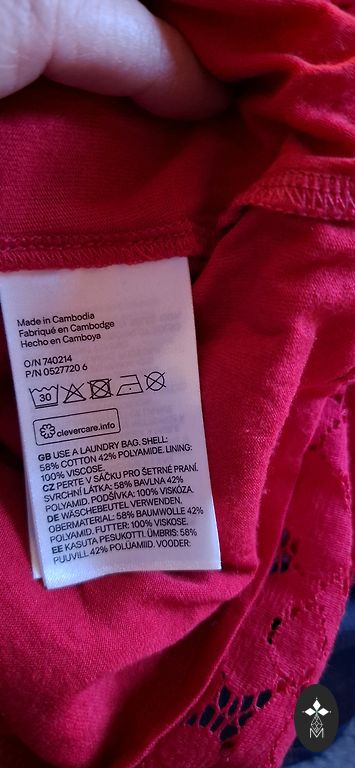 Made in Cambodia
Fabriqué en Cambodge
Hecho en Camboya
O/N 740214
P/N 0527720 6
30
clevercare.info
GB USE A LAUNDRY BAG. SHELL:
58% COTTON 42% POLYAMIDE. LINING:
100% VISCOSE.
CZ PERTE V SÁČKU PRO ŠETRNÉ PRANÍ.
SVRCHNÍ LÁTKA: 58% BAVLNA 42%
POLYAMID. PODŠÍVKA: 100% VISKÓZA.
DE WÄSCHEBEUTEL VERWENDEN.
OBERMATERIAL: 58% BAUMWOLLE 42%
POLYAMID. FUTTER: 100% VISKOSE.
EE KASUTA PESUKOTTI. ÜMBRIS: 58%
PUUVILL 42% POLÜAMIID. VOODER:
M